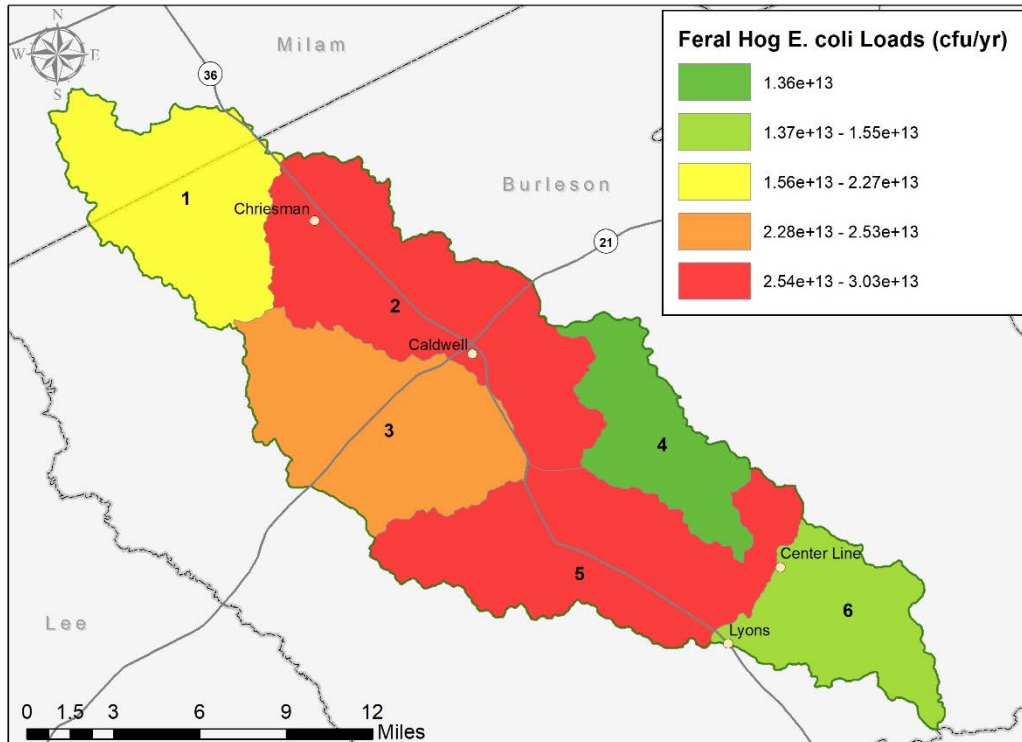 Milam
N
W E
S
36
Feral Hog E. coli Loads (cfu/yr)
1.36e+13
1.37e+13 - 1.55e+13
1.56e+13 - 2.27e+13
2.28e+13 - 2.53e+13
2.54e+13 - 3.03e+13
Burleson
1
Chriesman
21
2
Caldwell
3
4
Center Line
5
6
Lee
Lyons
0 1.5 3 6 9 12
Miles